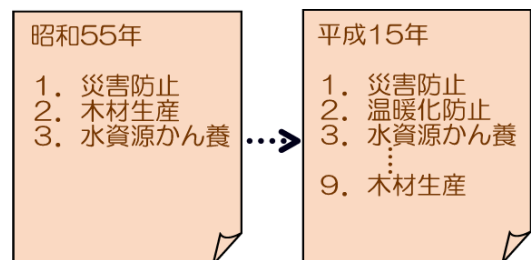 昭和55年
1．災害防止
2．木材生産
3．水資源かん養
平成15年
1．災害防止
2．温暖化防止
3．水資源かん養
9．木材生産